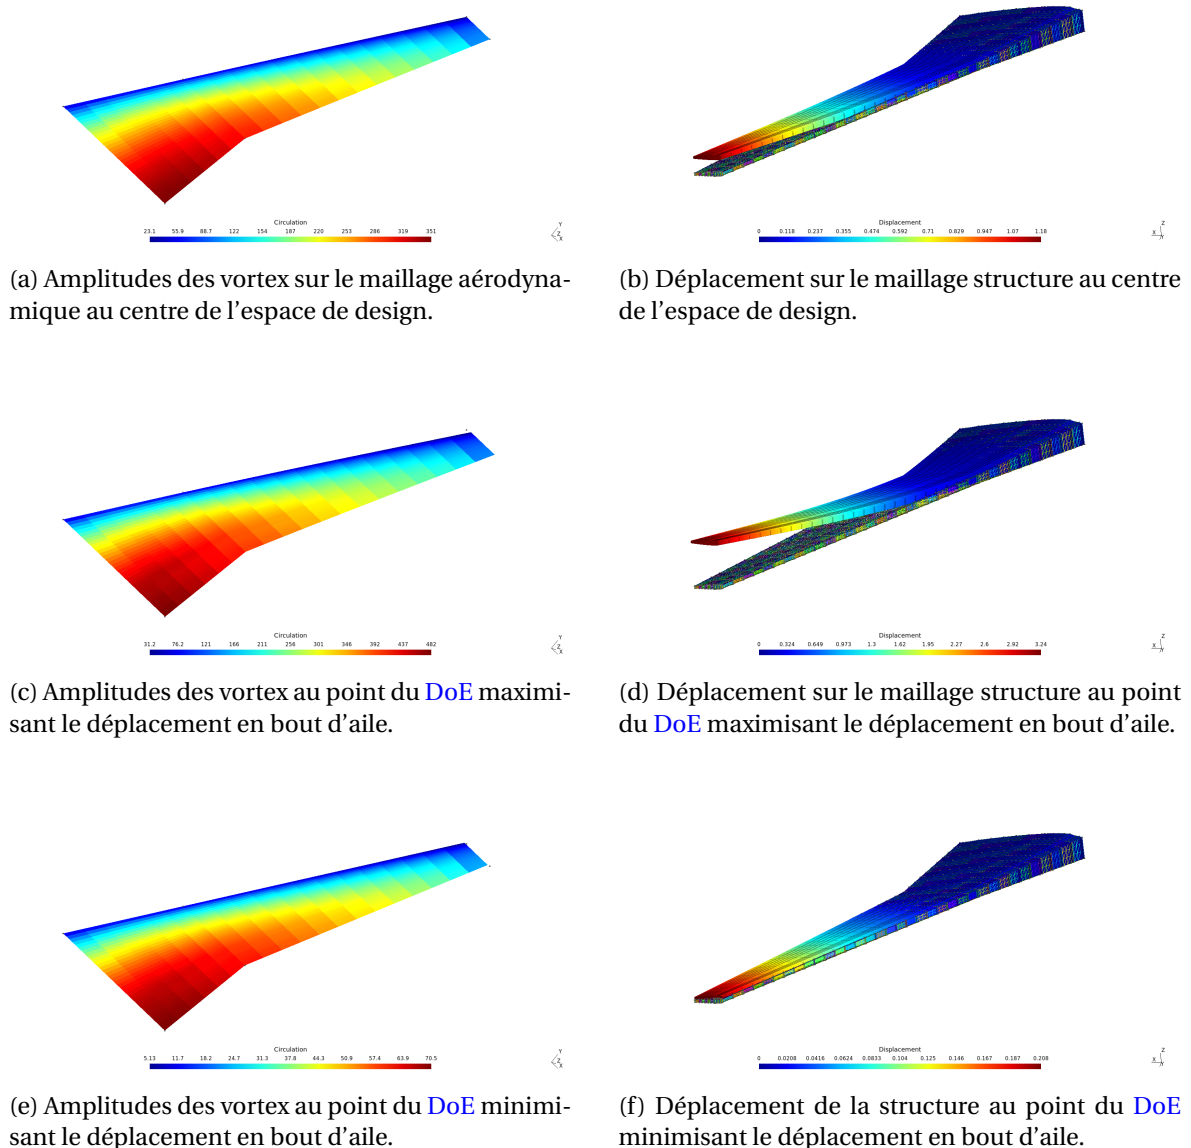 Circulation
23.1 55.9 88.7 122 154 187 220 253 286 319 351
Y
Z
X
Displacement
0 0.118 0.237 0.355 0.474 0.592 0.71 0.829 0.947 1.07 1.18
Z
X
Y
(a) Amplitudes des vortex sur le maillage aérodyna-
mique au centre de l'espace de design.
(b) Déplacement sur le maillage structure au centre
de l'espace de design.
Circulation
31.2 76.2 121 166 211 256 301 346 392 437 482
Y
Z
X
Displacement
0 0.324 0.649 0.973 1.3 1.62 1.95 2.27 2.6 2.92 3.24
Z
X
Y
(c) Amplitudes des vortex au point du DoE maximi-
sant le déplacement en bout d'aile.
(d) Déplacement sur le maillage structure au point
du DoE maximisant le déplacement en bout d'aile.
Circulation
5.13 11.7 18.2 24.7 31.3 37.8 44.3 50.9 57.4 63.9 70.5
Y
Z
X
Displacement
0 0.0208 0.0416 0.0624 0.0833 0.104 0.125 0.146 0.167 0.187 0.208
Z
X
Y
(e) Amplitudes des vortex au point du DoE minimi-
sant le déplacement en bout d'aile.
(f) Déplacement de la structure au point du DoE
minimisant le déplacement en bout d'aile.